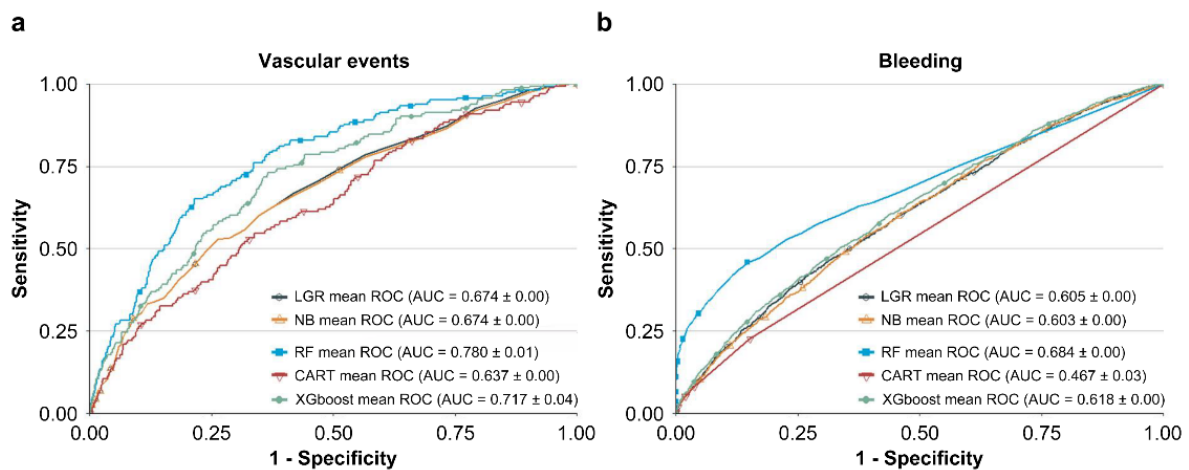 a
Vascular events
1.00
0.75
0.50
0.25
0.00
Sensitivity
LGR mean ROC (AUC = 0.674 ± 0.00)
NB mean ROC (AUC = 0.674 ± 0.00)
RF mean ROC (AUC = 0.780 ± 0.01)
CART mean ROC (AUC = 0.637 ± 0.00)
XGboost mean ROC (AUC = 0.717 ± 0.04)
0.00 0.25 0.50 0.75 1.00
1 - Specificity
b
Bleeding
1.00
0.75
0.50
0.25
0.00
Sensitivity
LGR mean ROC (AUC = 0.605 ± 0.00)
NB mean ROC (AUC = 0.603 ± 0.00)
RF mean ROC (AUC = 0.684 ± 0.00)
CART mean ROC (AUC = 0.467 ± 0.03)
XGboost mean ROC (AUC = 0.618 ± 0.00)
0.00 0.25 0.50 0.75 1.00
1 - Specificity